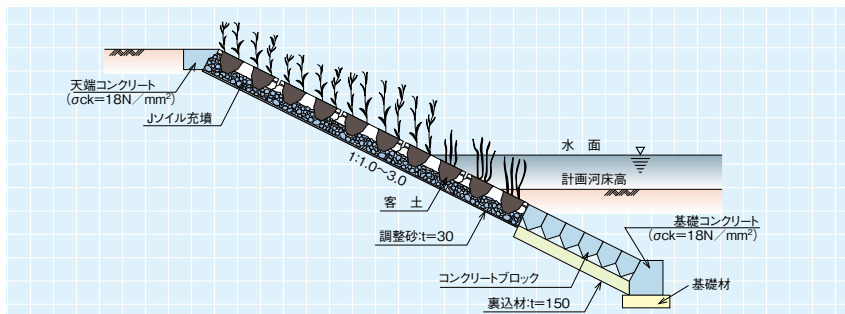 天端コンクリート
(σck=18N/mm²)
Jソイル充填
1:1.0〜3.0
客 土
調整砂:t=30
コンクリートブロック
裏込材:t=150
水 面
計画河床高
基礎コンクリート
(σck=18N/mm²)
基礎材